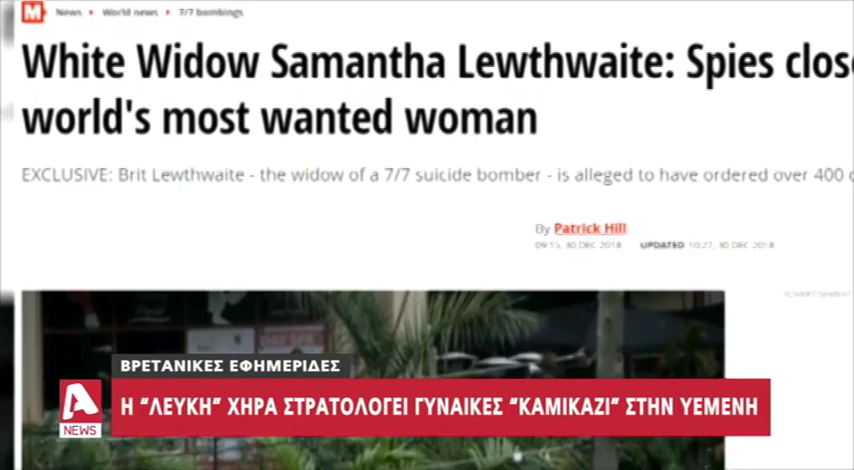 M News World news 7/7 bombings
White Widow Samantha Lewthwaite: Spies close
world's most wanted woman
EXCLUSIVE: Brit Lewthwaite - the widow of a 7/7 suicide bomber - is alleged to have ordered over 400
By Patrick Hill
09:15, 30 DEC 2018 UPDATED 10:27, 30 DEC 2018
ADVERTISEMENT
ΒΡΕΤΑΝΙΚΕΣ ΕΦΗΜΕΡΙΔΕΣ
Η “ΛΕΥΚΗ” ΧΗΡΑ ΣΤΡΑΤΟΛΟΓΕΙ ΓΥΝΑΙΚΕΣ “ΚΑΜΙΚΑΖΙ” ΣΤΗΝ ΥΕΜΕΝΗ
A NEWS